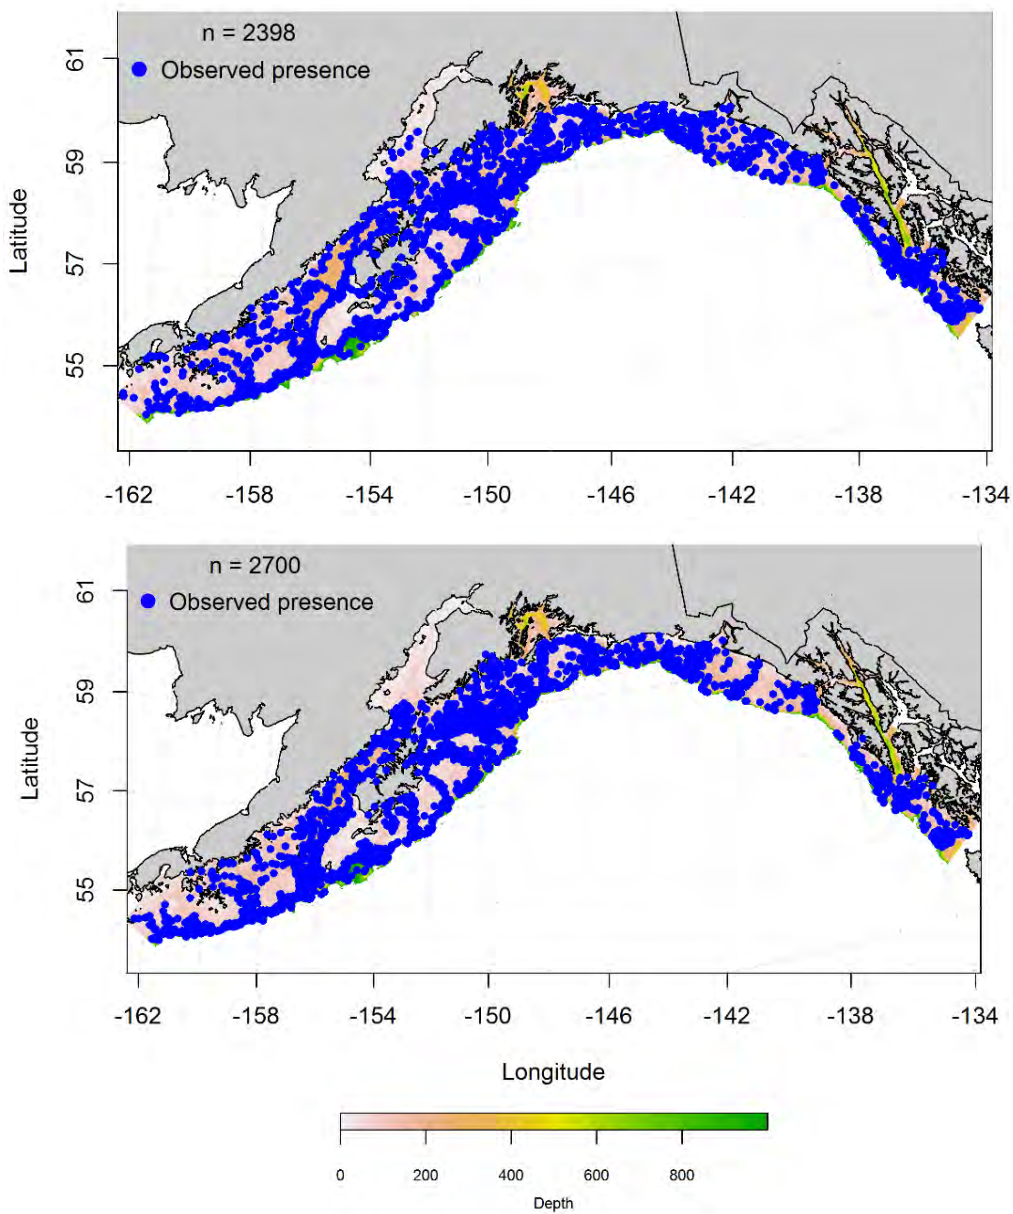 n = 2398
Observed presence
61
59
57
55
Latitude
-162 -158 -154 -150 -146 -142 -138 -134
n = 2700
Observed presence
61
59
57
55
Latitude
-162 -158 -154 -150 -146 -142 -138 -134
Longitude
0 200 400 600 800
Depth